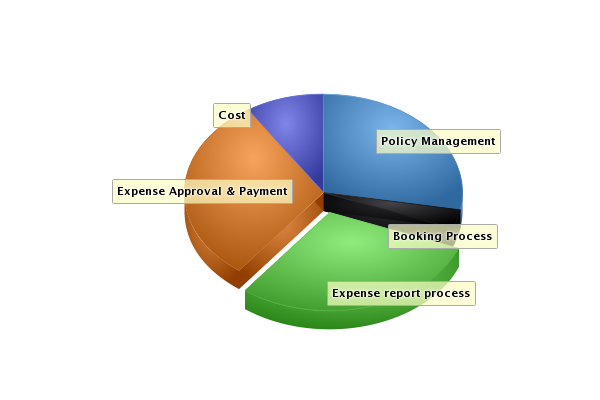 Cost
Policy Management
Expense Approval & Payment
Booking Process
Expense report process